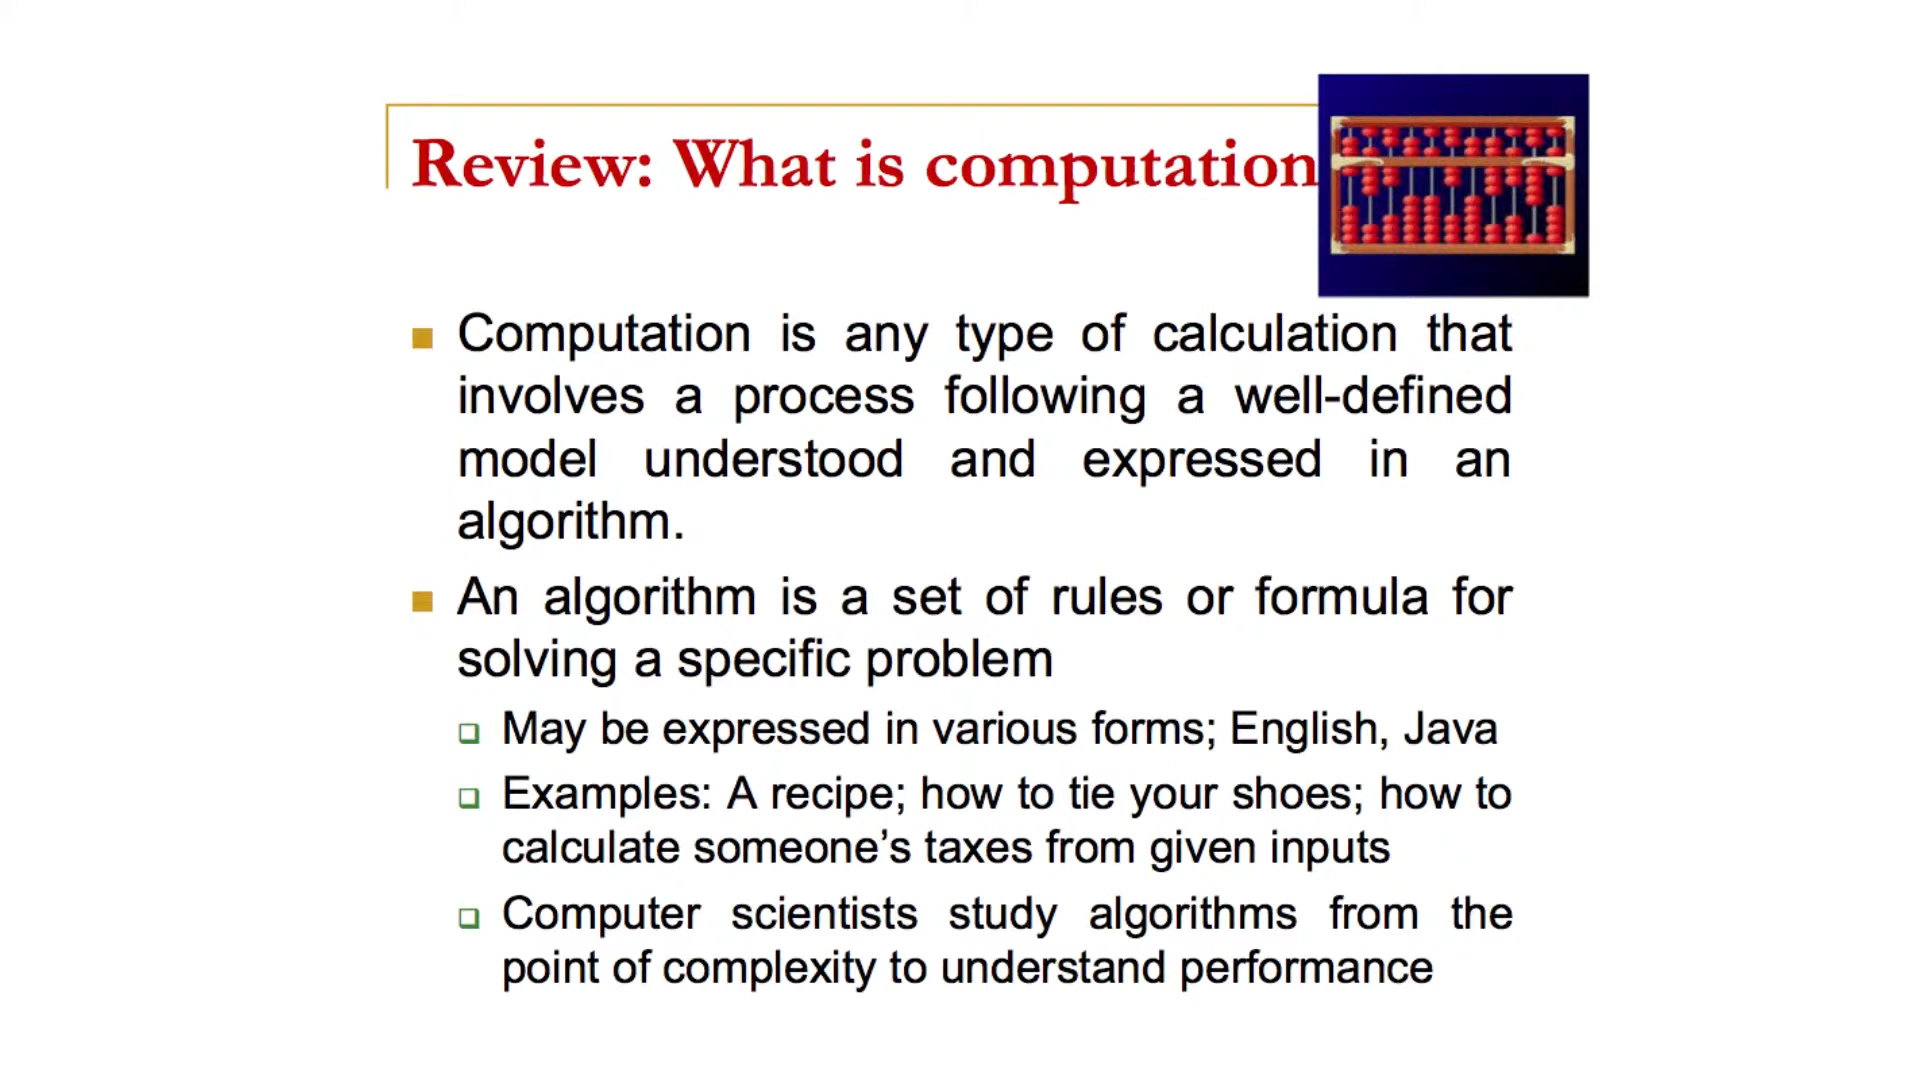 Review: What is computation
Computation is any type of calculation that
involves a process following a well-defined
model understood and expressed in an
algorithm.
An algorithm is a set of rules or formula for
solving a specific problem
May be expressed in various forms; English, Java
Examples: A recipe; how to tie your shoes; how to
calculate someone’s taxes from given inputs
Computer scientists study algorithms from the
point of complexity to understand performance